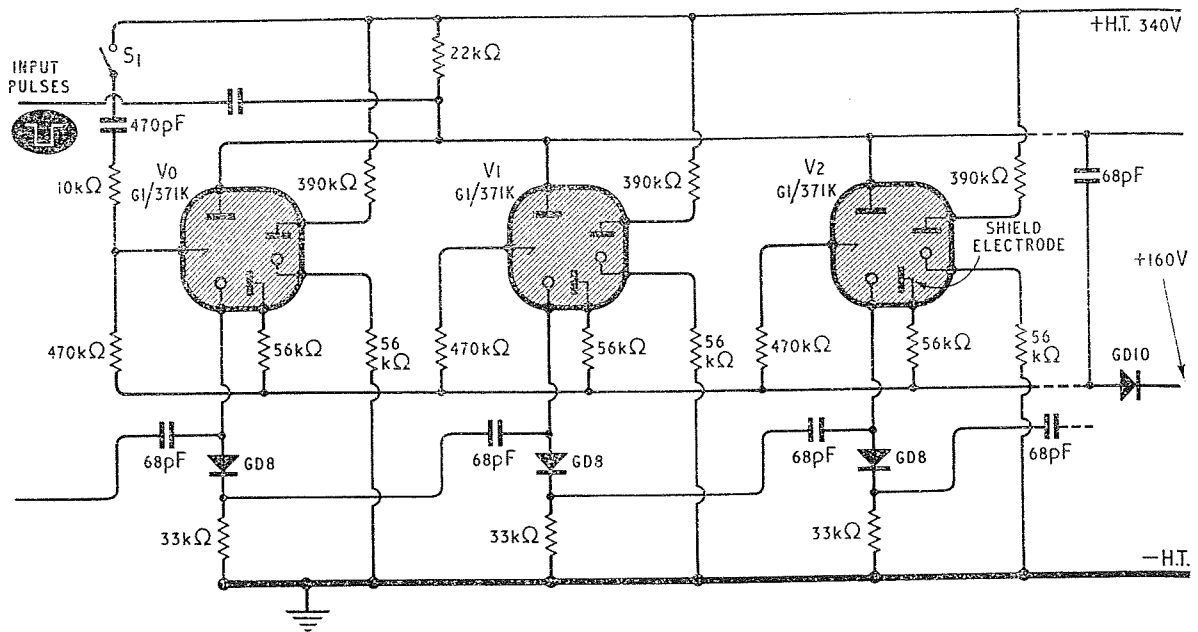 +H.T. 340V
S1
22kΩ
INPUT
PULSES
470pF
V0
G1/371K
V1
G1/371K
V2
G1/371K
10kΩ
390kΩ
390kΩ
390kΩ
68pF
SHIELD
ELECTRODE
+160V
470kΩ
56kΩ
56
kΩ
470kΩ
56kΩ
56
kΩ
470kΩ
56kΩ
56
kΩ
GD10
68pF
GD8
68pF
GD8
68pF
GD8
68pF
33kΩ
33kΩ
33kΩ
—H.T.